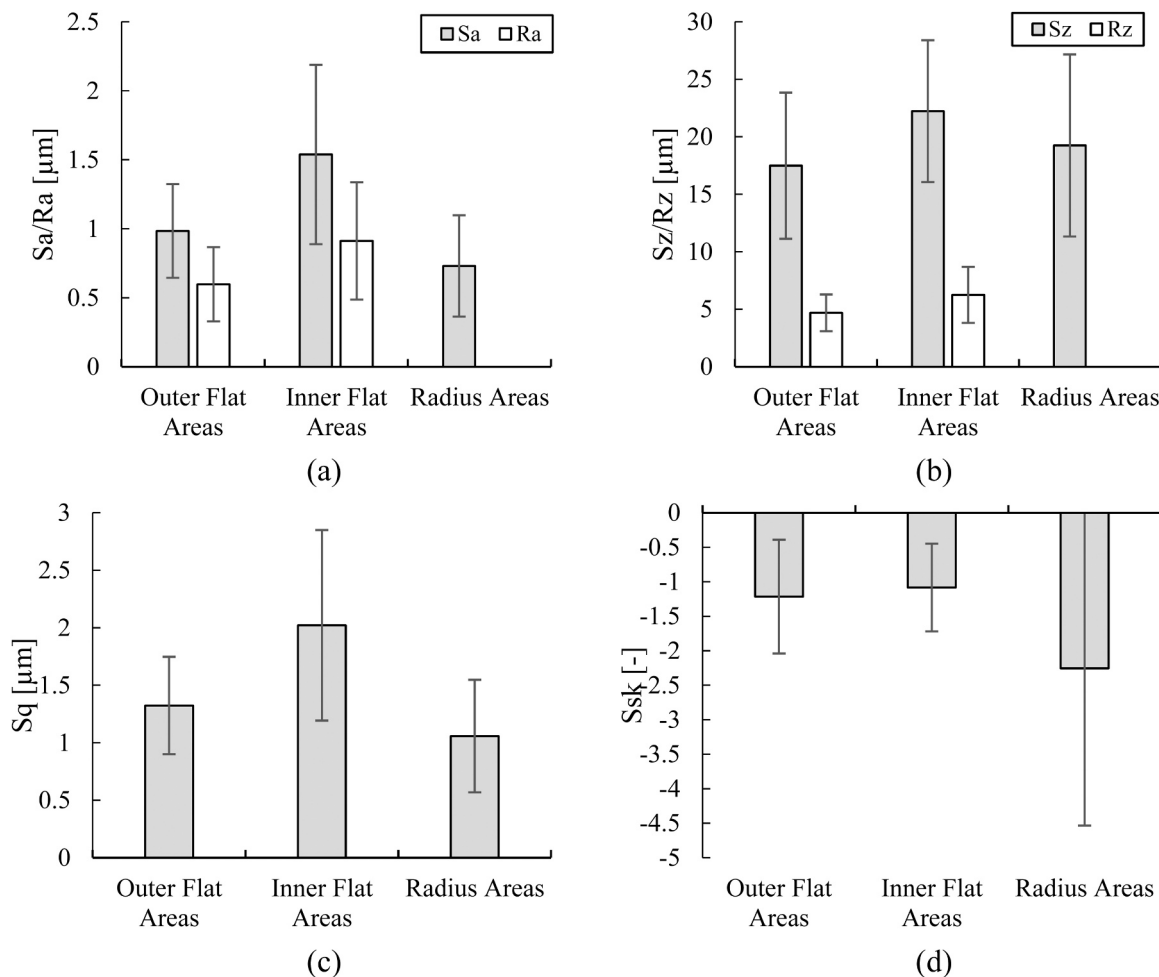 2.5
2
1.5
1
0.5
0
Sa/Ra [µm]
Sa Ra
Outer Flat
Areas
Inner Flat
Areas
Radius Areas
(a)
30
25
20
15
10
5
0
Sz/Rz [µm]
Sz Rz
Outer Flat
Areas
Inner Flat
Areas
Radius Areas
(b)
3
2.5
2
1.5
1
0.5
0
Sq [µm]
Outer Flat
Areas
Inner Flat
Areas
Radius Areas
(c)
0
-0.5
-1
-1.5
-2
-2.5
-3
-3.5
-4
-4.5
-5
Ssk [-]
Outer Flat
Areas
Inner Flat
Areas
Radius Areas
(d)